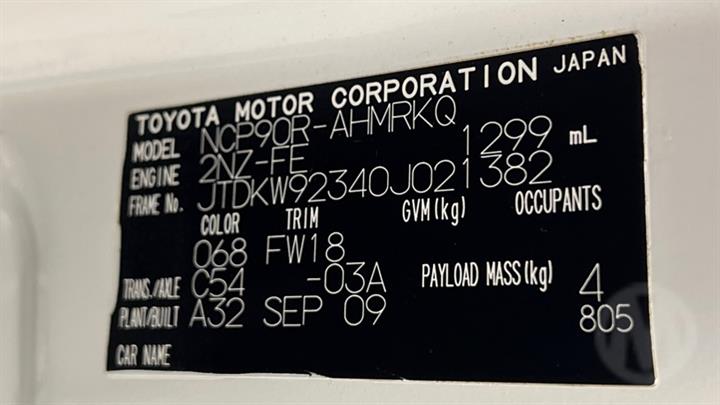 TOYOTA MOTOR CORPORATION JAPAN
MODEL NCP90R-AHMRKQ
ENGINE 2NZ-FE 1299 mL
FRAME No. JTDKW92340J021382
COLOR TRIM GVM(kg) OCCUPANTS
068 FW18
TRANS./AXLE C54 -03A PAYLOAD MASS(kg) 4
PLANT/BUILT A32 SEP 09 805
CAR NAME